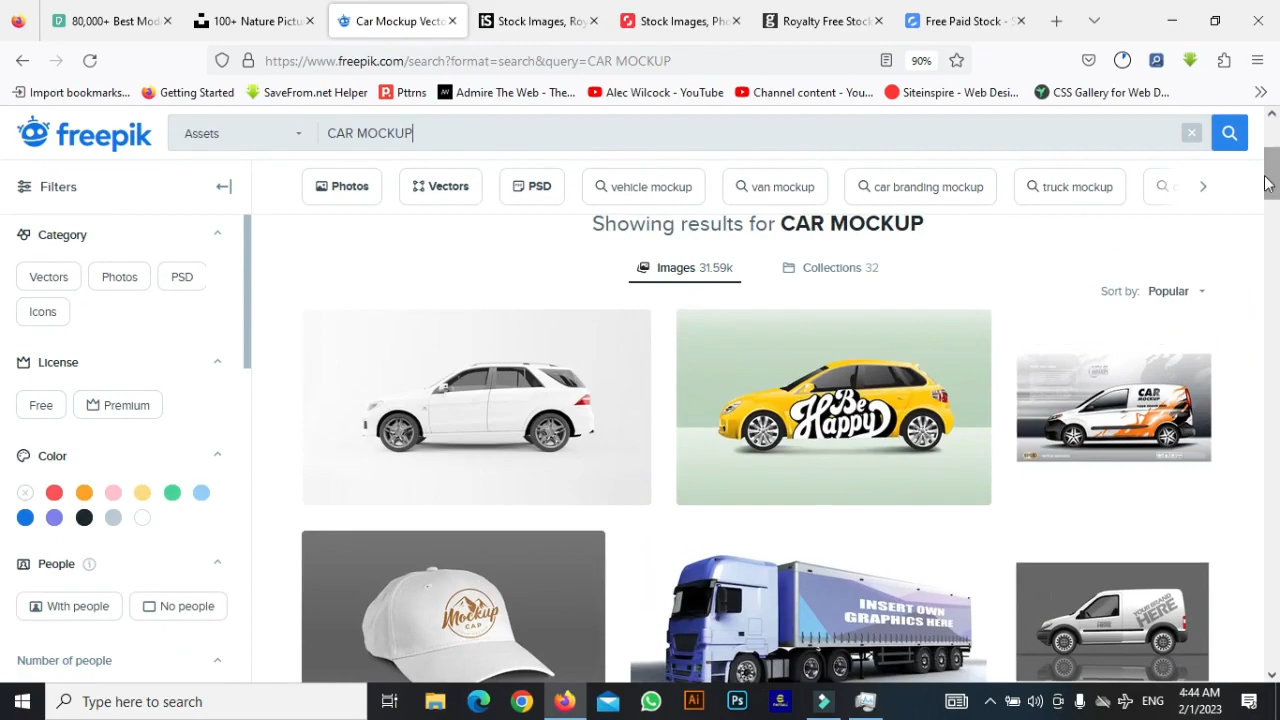 80,000+ Best Mod
100+ Nature Pictur
Car Mockup Vecto
Stock Images, Roy
Stock Images, Pho
Royalty Free Stock
Free Paid Stock - S
https://www.freepik.com/search?format=search&query=CAR MOCKUP
90%
Import bookmarks...
Getting Started
SaveFrom.net Helper
Pttrns
Admire The Web - The...
Alec Wilcock - YouTube
Channel content - You...
Siteinspire - Web Desi...
CSS Gallery for Web D...
freepik
Assets
CAR MOCKUP
Filters
Photos
Vectors
PSD
vehicle mockup
van mockup
car branding mockup
truck mockup
Showing results for CAR MOCKUP
Images 31.59k
Collections 32
Sort by: Popular
Category
Vectors
Photos
PSD
Icons
License
Free
Premium
Color
People
With people
No people
Number of people
Be
Happy
CAR
MOCKUP
Mockup
CAP
INSERT OWN
GRAPHICS HERE
YOUR BRAND
HERE
Type here to search
Ai
Ps
ENG
4:44 AM
2/1/2023